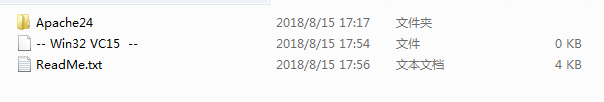 Apache24 2018/8/15 17:17 文件夹
-- Win32 VC15  -- 2018/8/15 17:54 文件 0 KB
ReadMe.txt 2018/8/15 17:56 文本文档 4 KB